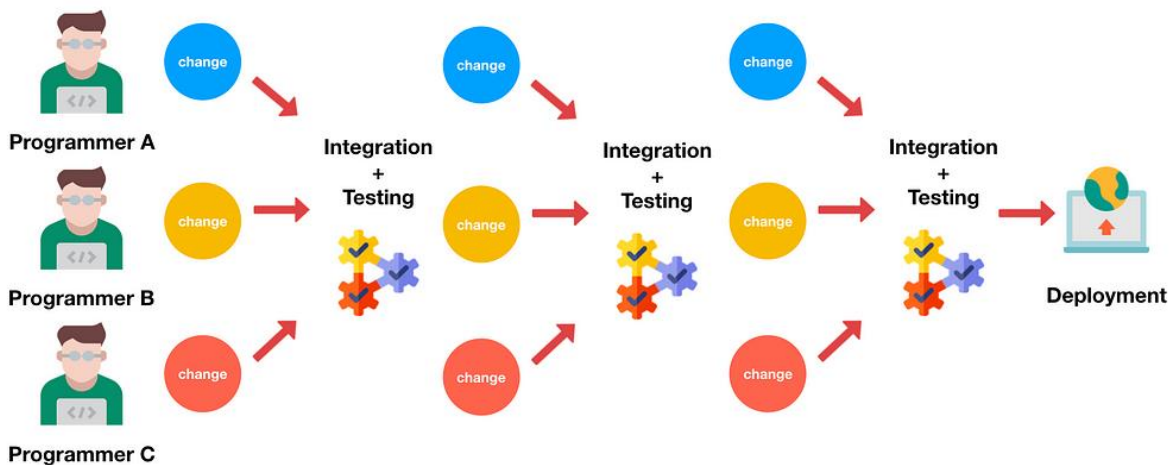 change
change
change
Programmer A
Integration
+
Testing
Integration
+
Testing
Integration
+
Testing
change
change
change
</>
Programmer B
Deployment
change
change
change
</>
Programmer C
</>